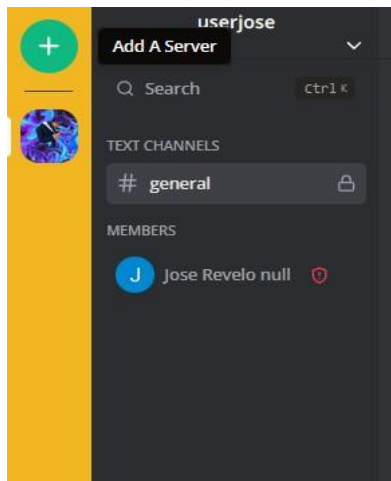 userjose
Add A Server
Search Ctrl K
TEXT CHANNELS
# general
MEMBERS
J Jose Revelo null